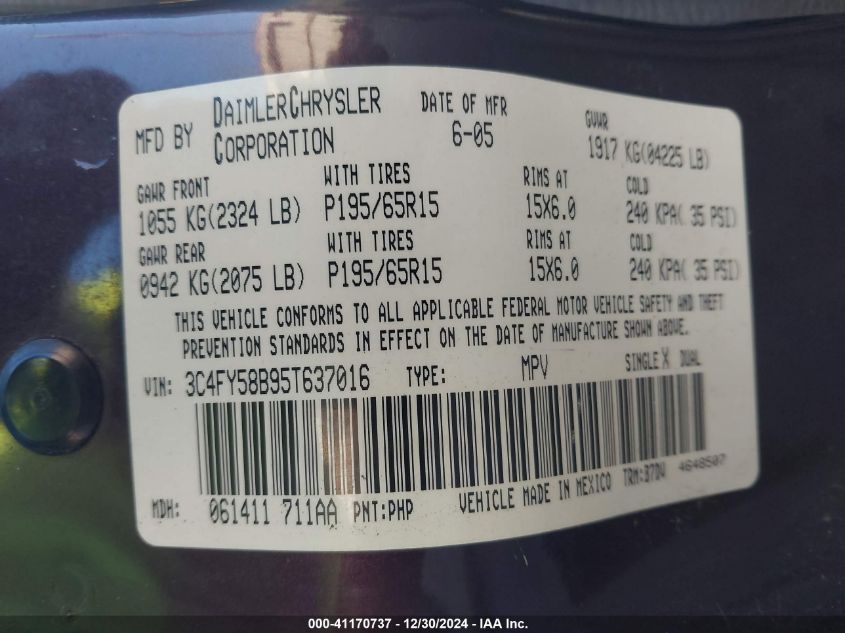 MFD BY DAIMLERCHRYSLER CORPORATION
DATE OF MFR 6-05
GVWR 1917 KG(04225 LB)
GAWR FRONT WITH TIRES RIMS AT COLD
1055 KG(2324 LB) P195/65R15 15X6.0 240 KPA( 35 PSI)
GAWR REAR WITH TIRES RIMS AT COLD
0942 KG(2075 LB) P195/65R15 15X6.0 240 KPA( 35 PSI)
THIS VEHICLE CONFORMS TO ALL APPLICABLE FEDERAL MOTOR VEHICLE SAFETY AND THEFT
PREVENTION STANDARDS IN EFFECT ON THE DATE OF MANUFACTURE SHOWN ABOVE.
VIN: 3C4FY58B95T637016 TYPE: MPV SINGLE X DUAL
MDH: 061411 711AA PNT:PHP VEHICLE MADE IN MEXICO TRM:B7DV 4648507
000-41170737 - 12/30/2024 - IAA Inc.